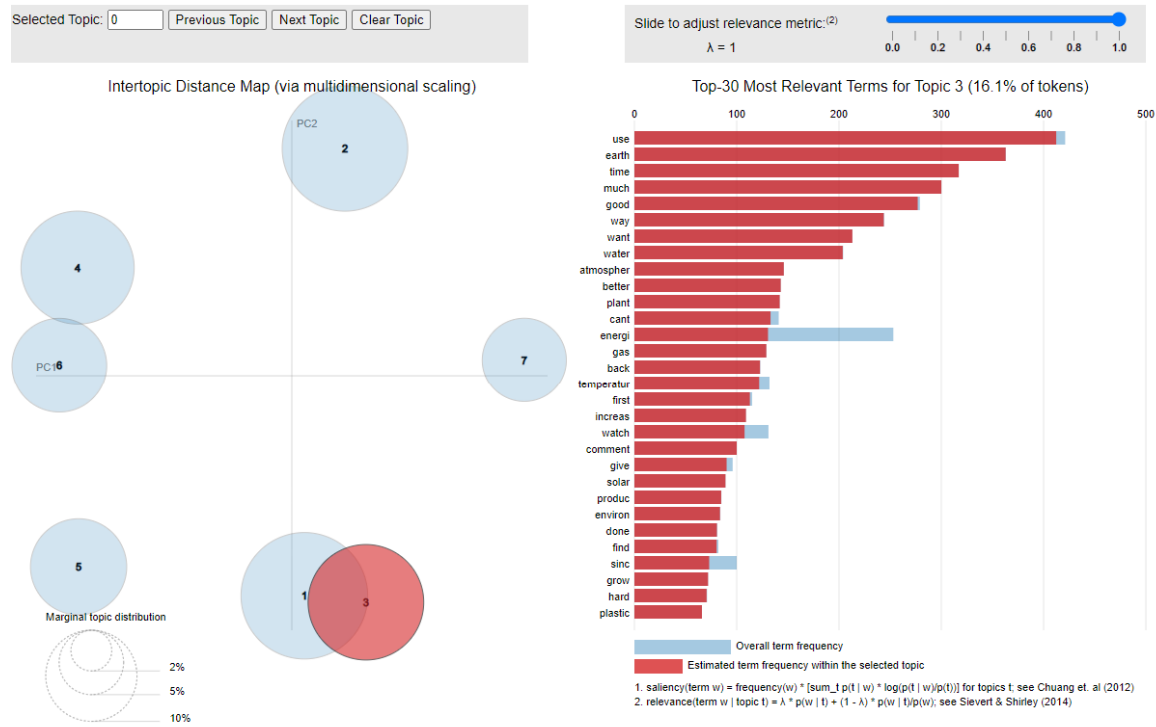 Selected Topic: 0 Previous Topic Next Topic Clear Topic
Slide to adjust relevance metric:(2)
λ = 1
0.0 0.2 0.4 0.6 0.8 1.0
Intertopic Distance Map (via multidimensional scaling)
PC2
2
4
PC1
6
7
5
1
3
Marginal topic distribution
2%
5%
10%
Top-30 Most Relevant Terms for Topic 3 (16.1% of tokens)
0 100 200 300 400 500
use
earth
time
much
good
way
want
water
atmospher
better
plant
cant
energi
gas
back
temperatur
first
increas
watch
comment
give
solar
produc
environ
done
find
sinc
grow
hard
plastic
Overall term frequency
Estimated term frequency within the selected topic
1. saliency(term w) = frequency(w) * [sum_t p(t | w) * log(p(t | w)/p(t))] for topics t; see Chuang et. al (2012)
2. relevance(term w | topic t) = λ * p(w | t) + (1 - λ) * p(w | t)/p(w); see Sievert & Shirley (2014)